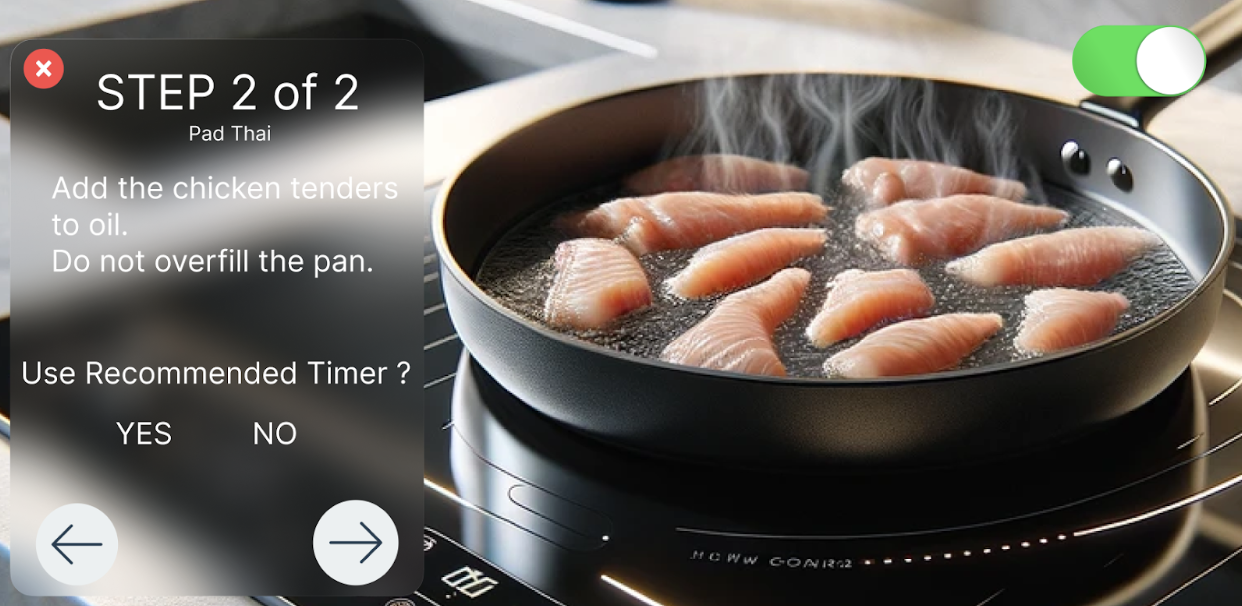 STEP 2 of 2
Pad Thai
Add the chicken tenders
to oil.
Do not overfill the pan.
Use Recommended Timer ?
YES NO